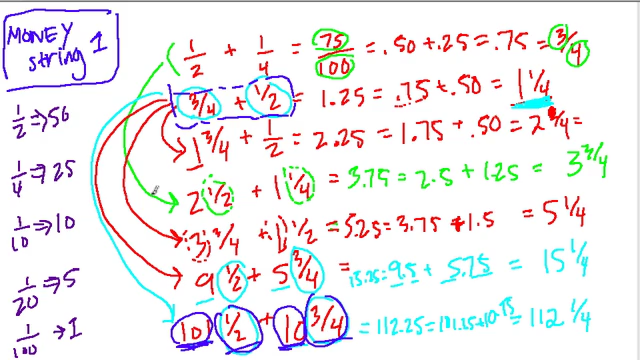 MONEY
string 1
1/2 => 50
1/4 => 25
1/10 => 10
1/20 => 5
1/100 -> 1
1/2 + 1/4 = 75/100 = .50 + .25 = .75 = 3/4
3/4 + 1/2 = 1.25 = .75 + .50 = 1 1/4
1 3/4 + 1/2 = 2.25 = 1.75 + .50 = 2 1/4 =
2 1/2 + 1 1/4 = 3.75 = 2.5 + 1.25 = 3 3/4
3 3/4 + 1 1/2 = 5.25 = 3.75 + 1.5 = 5 1/4
9 1/2 + 5 3/4 = 15.25 = 9.5 + 5.75 = 15 1/4
101 1/2 + 10 3/4 = 112.25 = 101.25 + 10.75 = 112 1/4